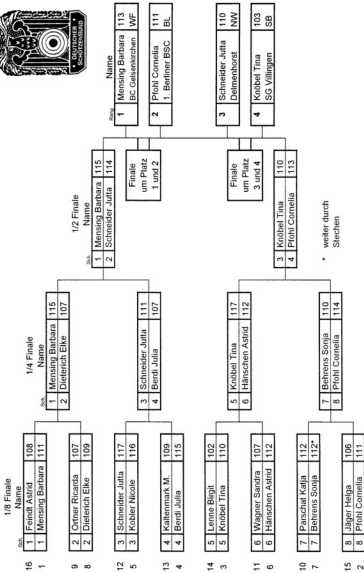 DEUTSCHER
SCHÜTZENBUND
1/8 Finale
Name
Sch.
16 1 Feindt Astrid 108
1 1 Mensing Barbara 111
9 2 Ortner Ricarda 107
8 2 Dieterich Elke 109
12 3 Schneider Jutta 117
5 3 Kobler Nicole 116
13 4 Kaltenmark M. 109
4 4 Berdi Julia 115
14 5 Lenne Birgit 102
3 5 Knöbel Tina 110
11 6 Wagner Sandra 107
6 6 Hänschen Astrid 112
10 7 Panschat Katja 112
7 7 Behrens Sonja 112*
15 8 Jäger Helga 106
2 8 Pfohl Cornelia 111
1/4 Finale
Name
Sch.
1 Mensing Barbara 115
2 Dieterich Elke 107
3 Schneider Jutta 111
4 Berdi Julia 107
5 Knöbel Tina 117
6 Hänschen Astrid 112
7 Behrens Sonja 110
8 Pfohl Cornelia 114
1/2 Finale
Name
Sch.
1 Mensing Barbara 115
2 Schneider Jutta 114
3 Knöbel Tina 110
4 Pfohl Cornelia 113
* weiter durch
Stechen
Finale
um Platz
1 und 2
Finale
um Platz
3 und 4
Name
Rang
1 Mensing Barbara 113 WF
BC Gelsenkirchen
2 Pfohl Cornelia 111 BL
1. Berliner BSC
3 Schneider Jutta 110 NW
Delmenhorst
4 Knöbel Tina 103 SB
SG Villingen